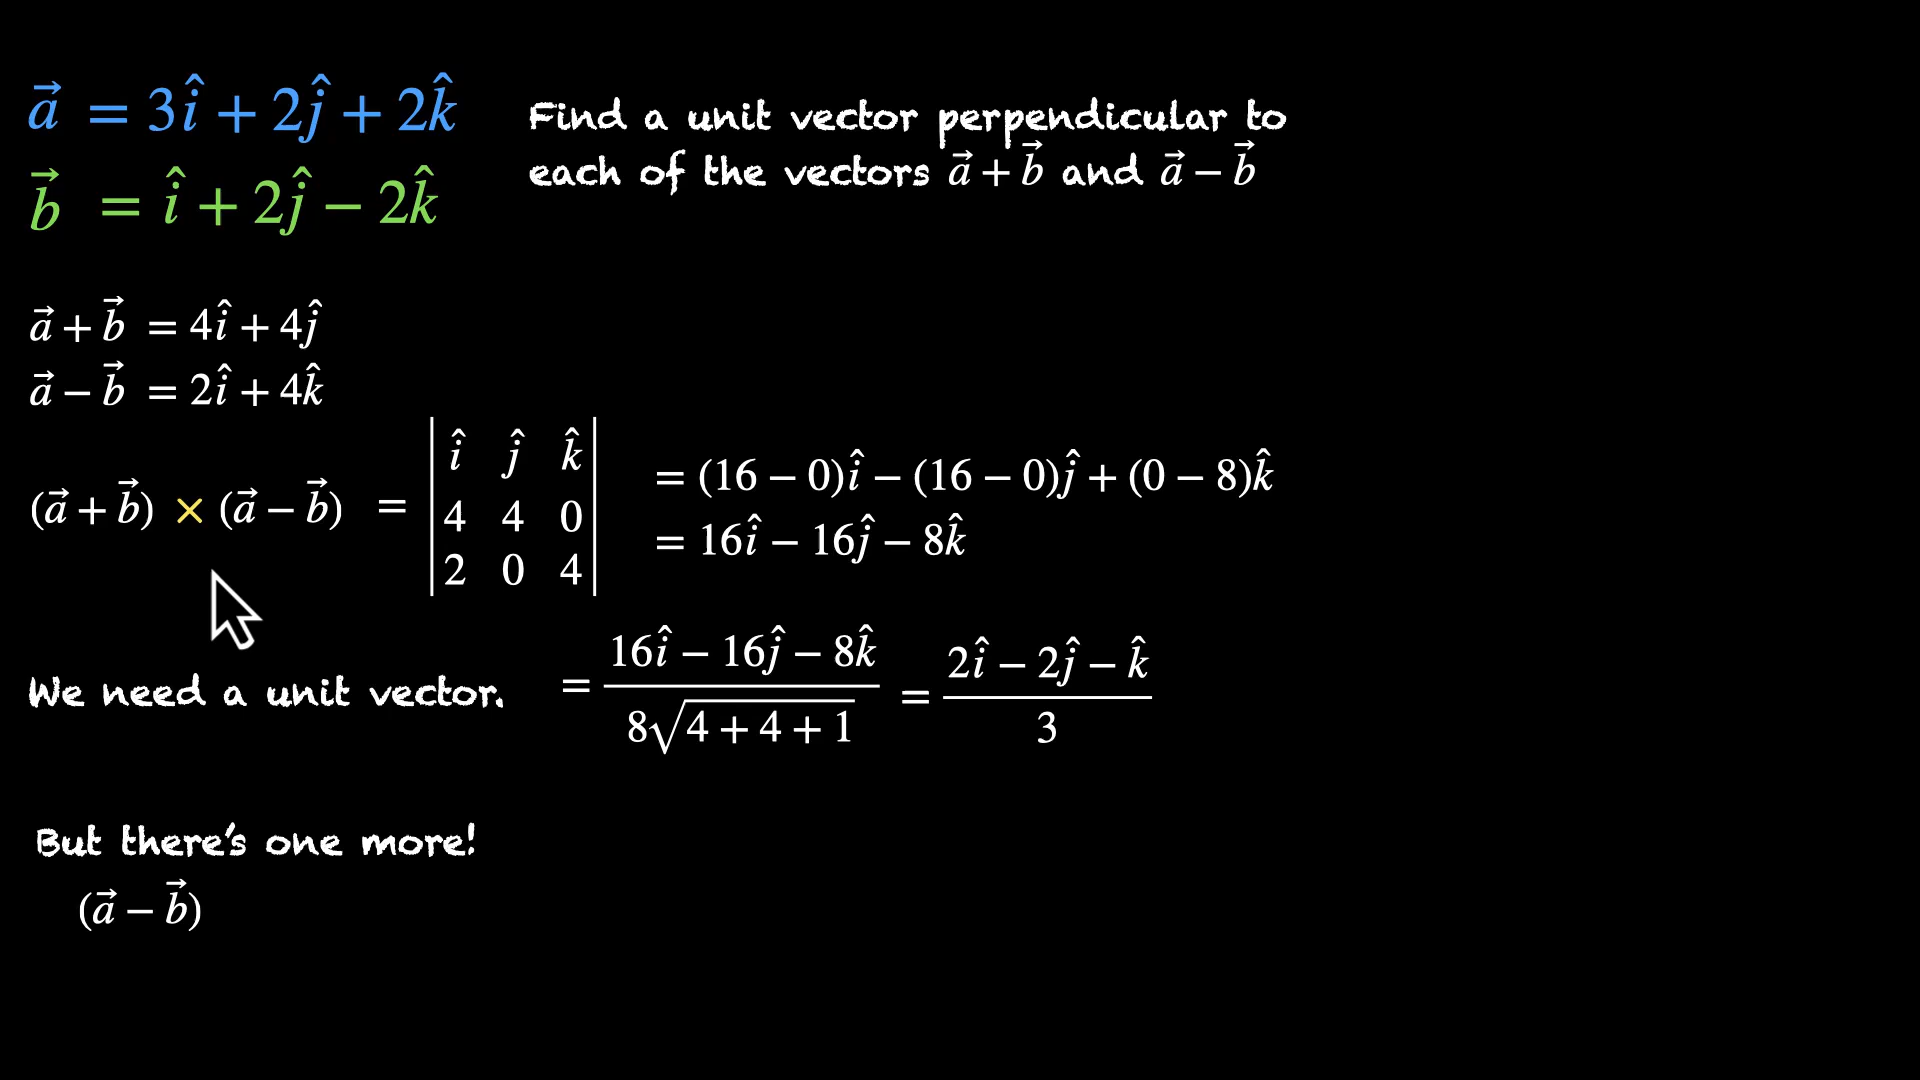 a⃗ = 3î + 2ĵ + 2k̂
b⃗ = î + 2ĵ − 2k̂
Find a unit vector perpendicular to
each of the vectors a⃗ + b⃗ and a⃗ − b⃗
a⃗ + b⃗ = 4î + 4ĵ
a⃗ − b⃗ = 2î + 4k̂
(a⃗ + b⃗) × (a⃗ − b⃗) =
î ĵ k̂
4 4 0
2 0 4
= (16 − 0)î − (16 − 0)ĵ + (0 − 8)k̂
= 16î − 16ĵ − 8k̂
We need a unit vector.
= (16î − 16ĵ − 8k̂) / (8√(4 + 4 + 1)) = (2î − 2ĵ − k̂) / 3
But there's one more!
(a⃗ − b⃗)